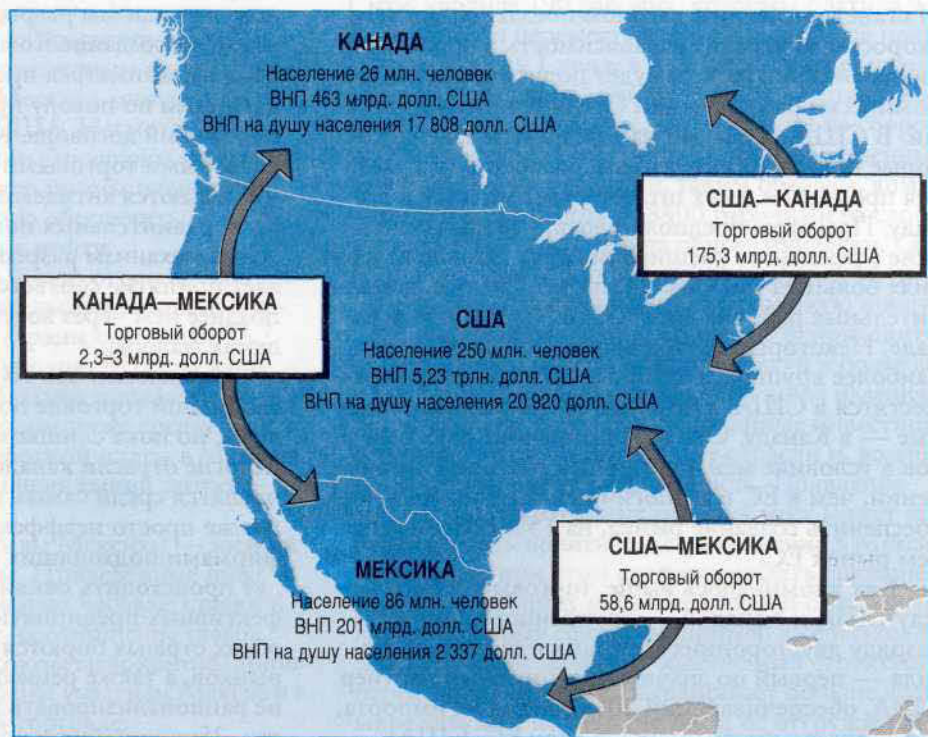 КАНАДА
Население 26 млн. человек
ВНП 463 млрд. долл. США
ВНП на душу населения 17 808 долл. США
США—КАНАДА
Торговый оборот
175,3 млрд. долл. США
КАНАДА—МЕКСИКА
Торговый оборот
2,3–3 млрд. долл. США
США
Население 250 млн. человек
ВНП 5,23 трлн. долл. США
ВНП на душу населения 20 920 долл. США
США—МЕКСИКА
Торговый оборот
58,6 млрд. долл. США
МЕКСИКА
Население 86 млн. человек
ВНП 201 млрд. долл. США
ВНП на душу населения 2 337 долл. США